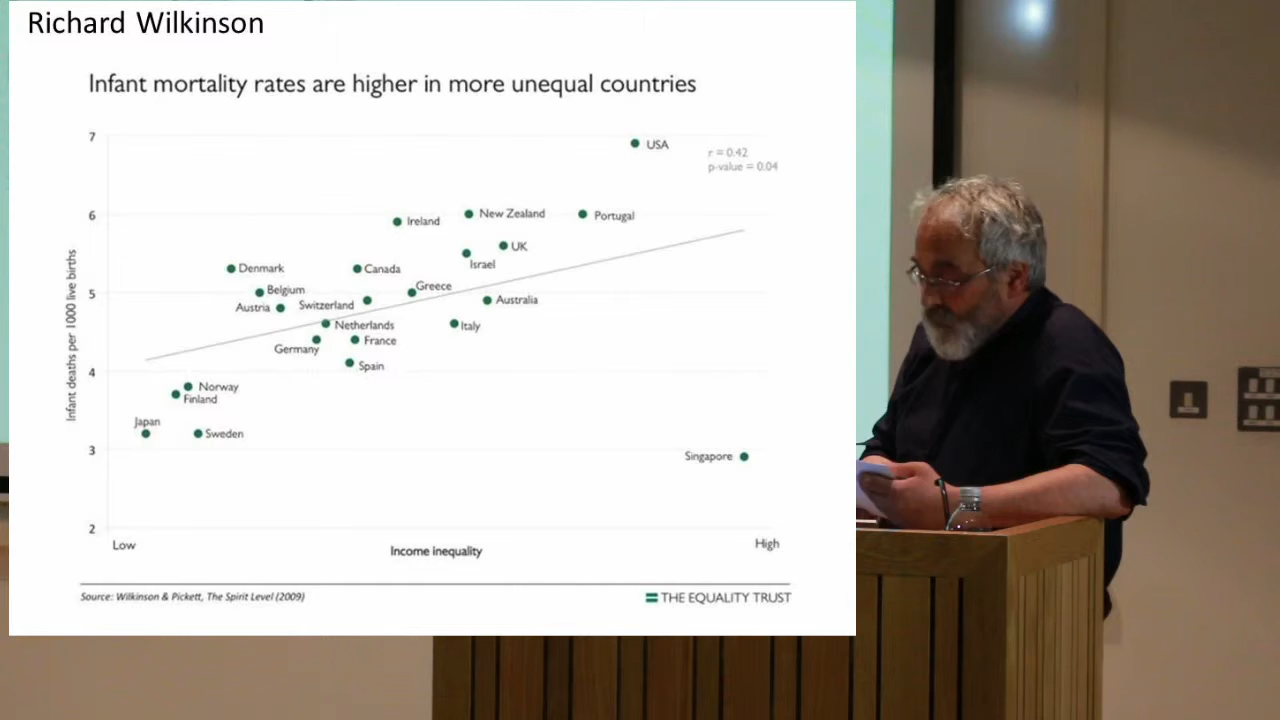 Richard Wilkinson
Infant mortality rates are higher in more unequal countries
7
USA
r = 0.42
p-value = 0.04
6
Ireland
New Zealand
Portugal
UK
Israel
Denmark
Canada
5
Belgium
Greece
Austria
Switzerland
Australia
Netherlands
Italy
Germany
France
Spain
4
Norway
Finland
Japan
Sweden
3
Singapore
2
Infant deaths per 1000 live births
Low
Income inequality
High
Source: Wilkinson & Pickett, The Spirit Level (2009)
THE EQUALITY TRUST